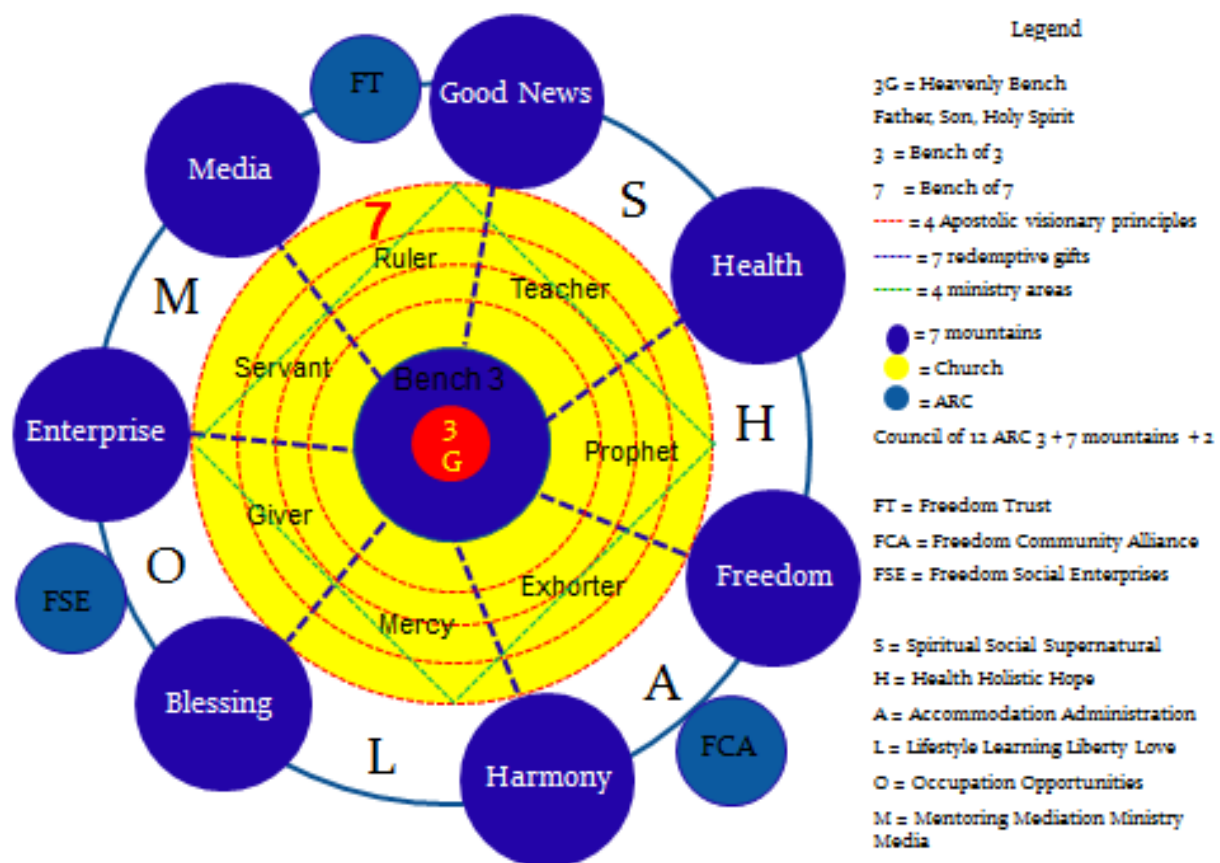 FT
Good News
Media
S
Health
7
Ruler
Teacher
M
Servant
Bench 3
Enterprise
3
G
Prophet
H
Giver
O
Exhorter
Freedom
FSE
Mercy
Blessing
A
L
Harmony
FCA
Legend
3G = Heavenly Bench
Father, Son, Holy Spirit
3 = Bench of 3
7 = Bench of 7
---- = 4 Apostolic visionary principles
----- = 7 redemptive gifts
----- = 4 ministry areas
= 7 mountains
= Church
= ARC
Council of 12 ARC 3 + 7 mountains + 2
FT = Freedom Trust
FCA = Freedom Community Alliance
FSE = Freedom Social Enterprises
S = Spiritual Social Supernatural
H = Health Holistic Hope
A = Accommodation Administration
L = Lifestyle Learning Liberty Love
O = Occupation Opportunities
M = Mentoring Mediation Ministry
Media